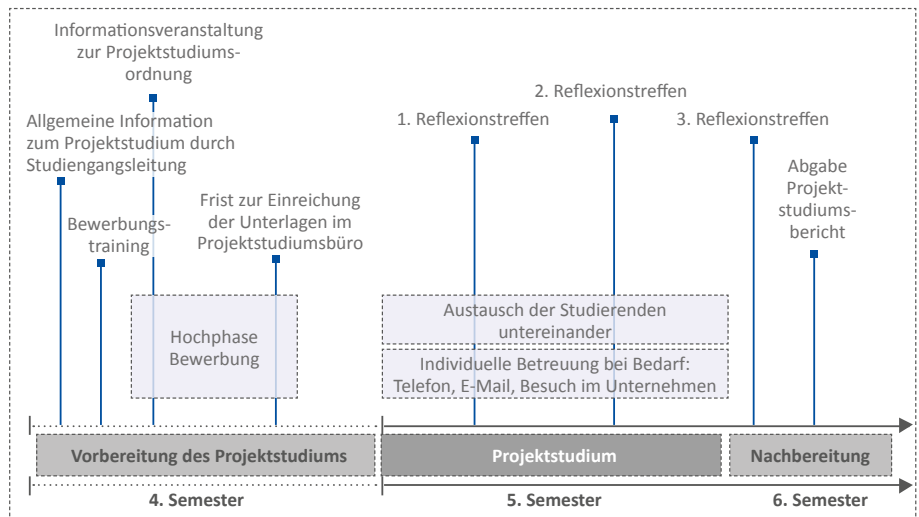 Informationsveranstaltung
zur Projektstudiums-
ordnung
Allgemeine Information
zum Projektstudium durch
Studiengangsleitung
Bewerbungs-
training
Frist zur Einreichung
der Unterlagen im
Projektstudiumsbüro
Hochphase
Bewerbung
1. Reflexionstreffen
2. Reflexionstreffen
3. Reflexionstreffen
Abgabe
Projekt-
studiums-
bericht
Austausch der Studierenden
untereinander
Individuelle Betreuung bei Bedarf:
Telefon, E-Mail, Besuch im Unternehmen
Vorbereitung des Projektstudiums
Projektstudium
Nachbereitung
4. Semester
5. Semester
6. Semester